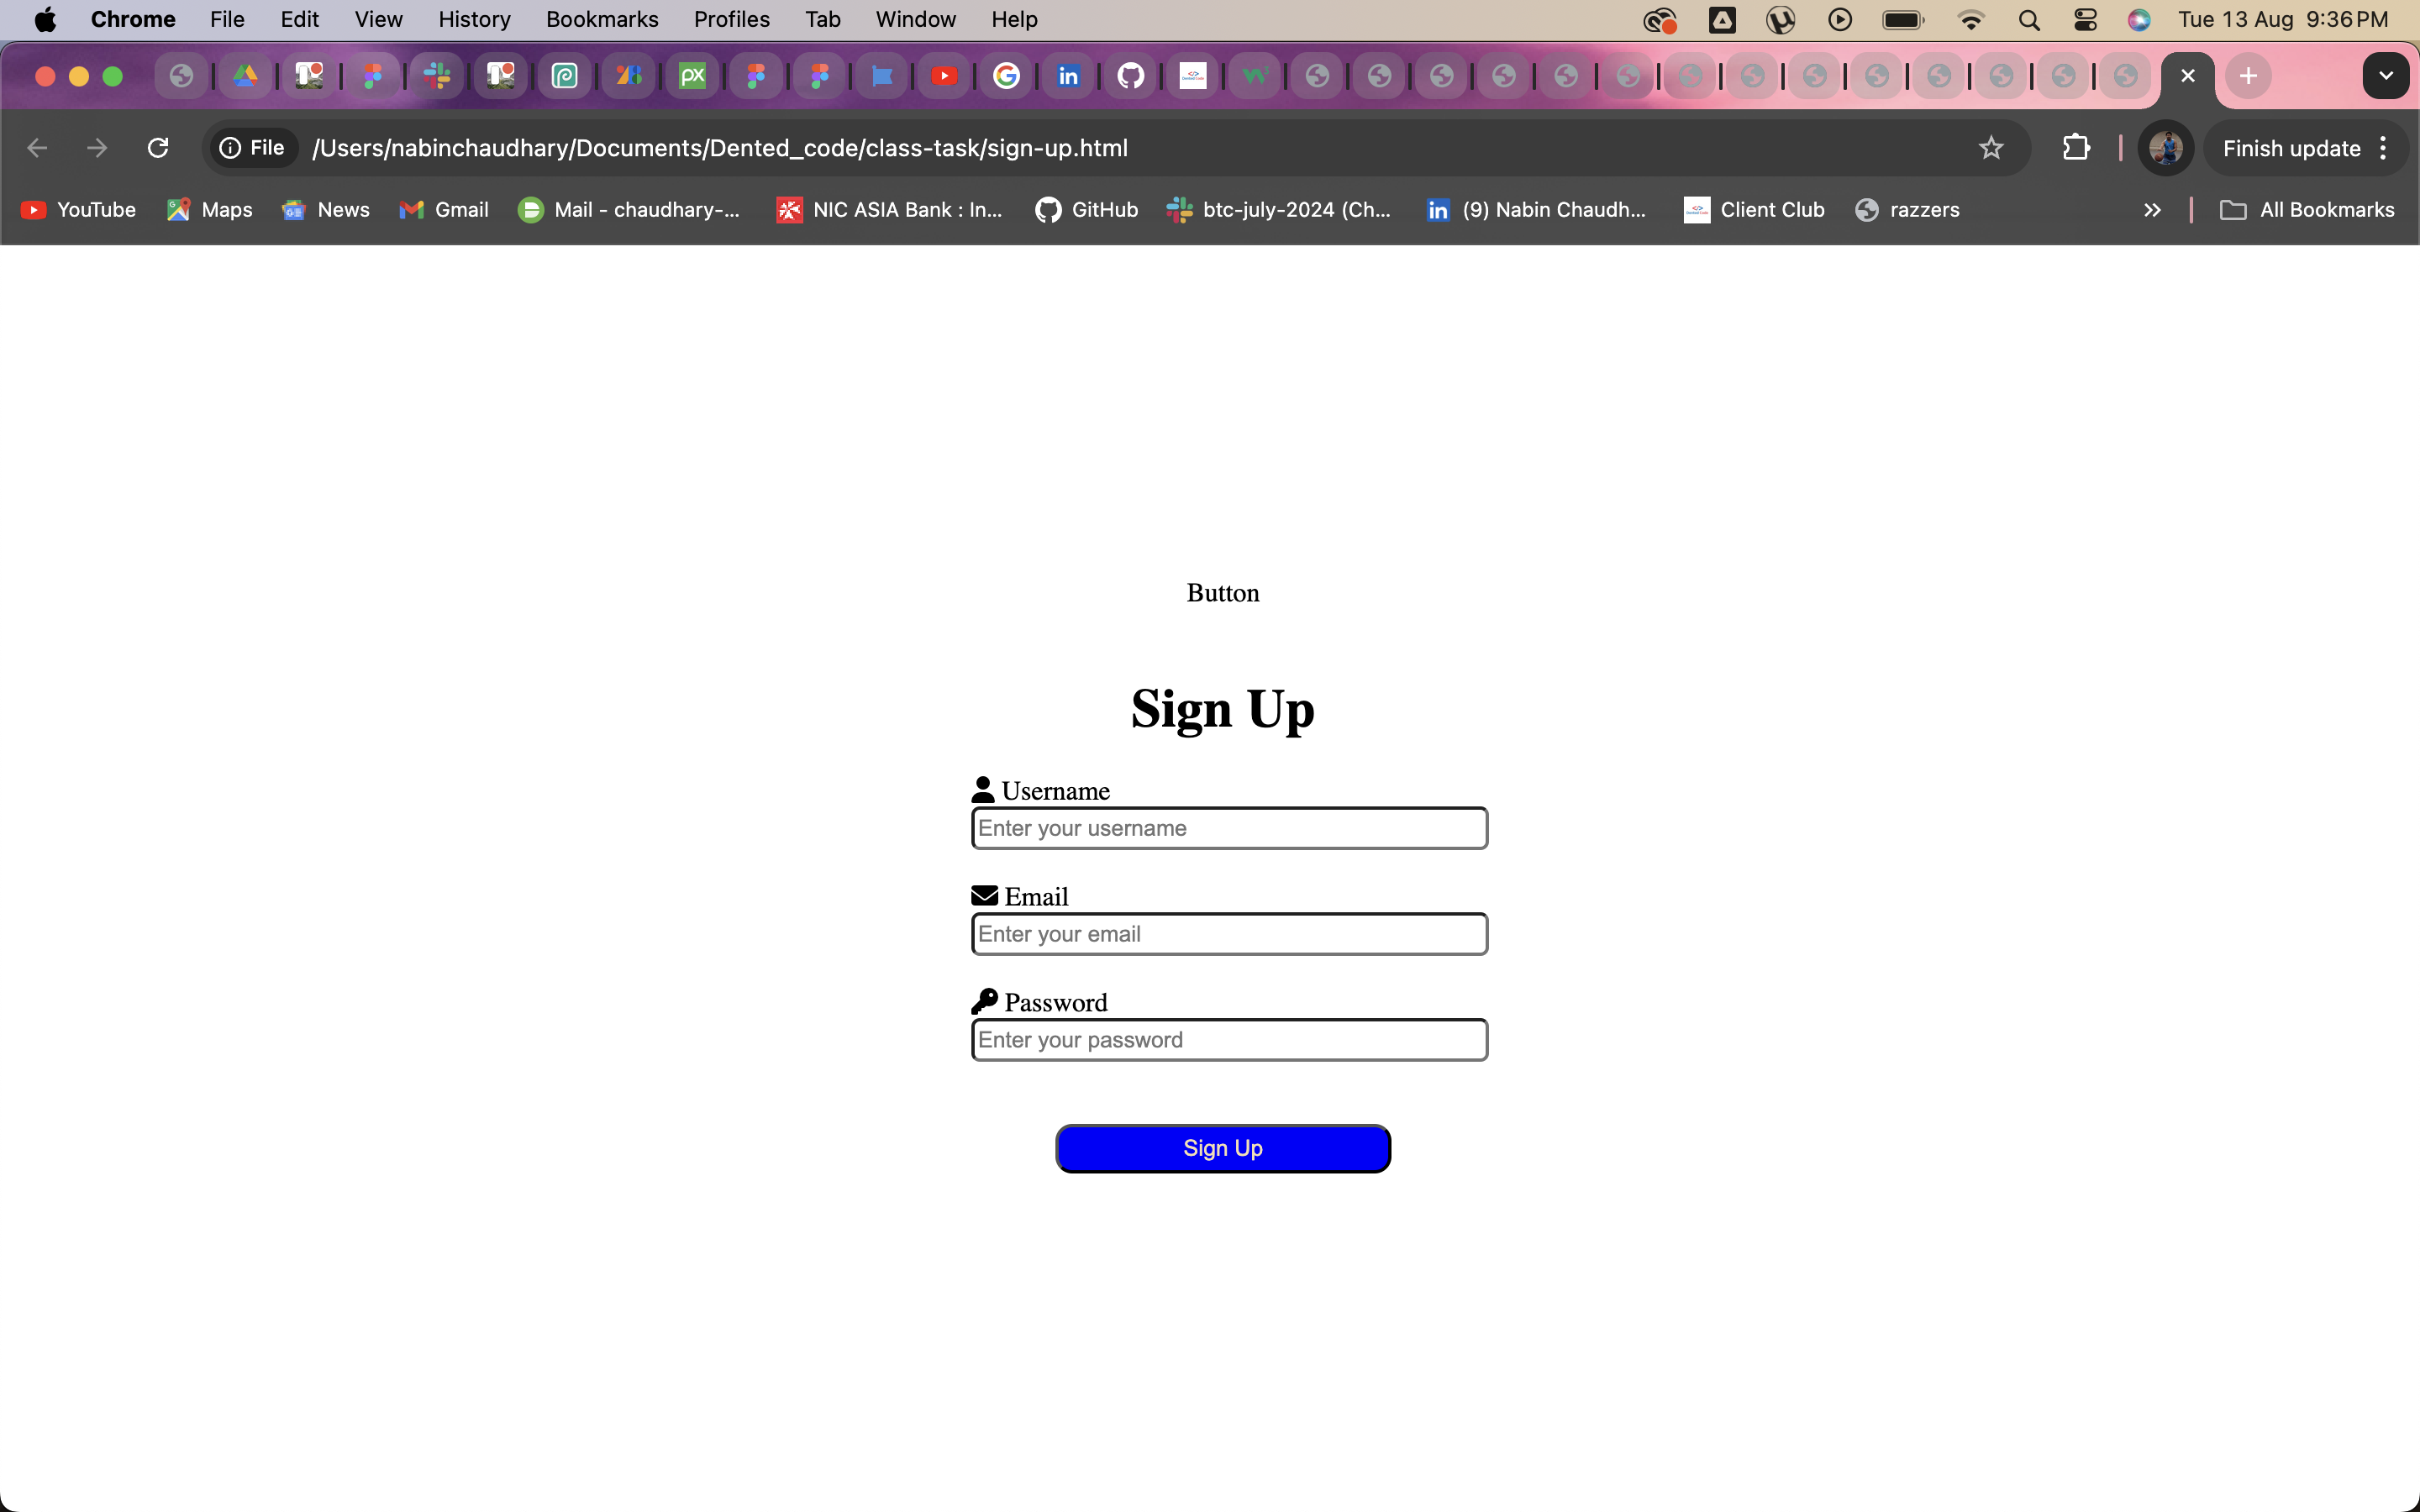 Chrome File Edit View History Bookmarks Profiles Tab Window Help Tue 13 Aug 9:36 PM
File /Users/nabinchaudhary/Documents/Dented_code/class-task/sign-up.html Finish update
YouTube Maps News Gmail Mail - chaudhary-... NIC ASIA Bank : In... GitHub btc-july-2024 (Ch... (9) Nabin Chaudh... Client Club razzers All Bookmarks
Button
Sign Up
Username
Enter your username
Email
Enter your email
Password
Enter your password
Sign Up